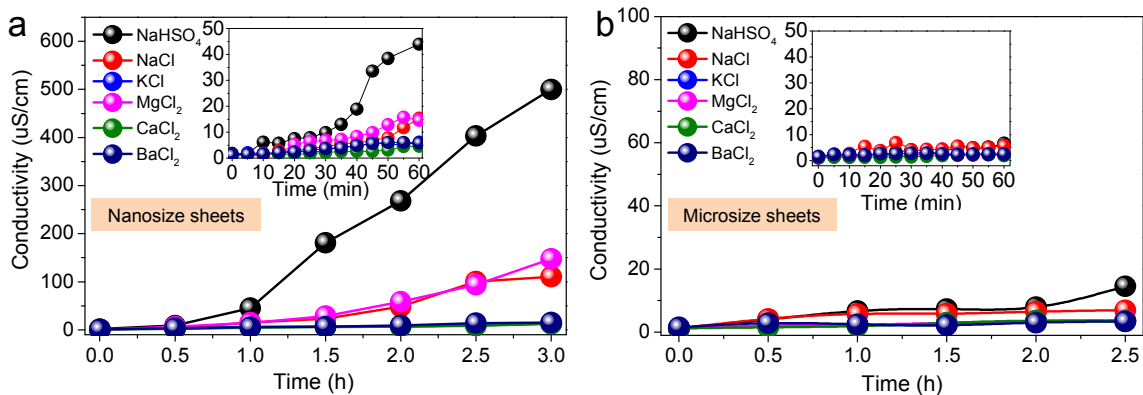 a
Conductivity (uS/cm)
600
500
400
300
200
100
0
NaHSO₄
NaCl
KCl
MgCl₂
CaCl₂
BaCl₂
50
40
30
20
10
0
0 10 20 30 40 50 60
Time (min)
Nanosize sheets
0.0 0.5 1.0 1.5 2.0 2.5 3.0
Time (h)
b
Conductivity (uS/cm)
100
80
60
40
20
0
NaHSO₄
NaCl
KCl
MgCl₂
CaCl₂
BaCl₂
50
40
30
20
10
0
0 10 20 30 40 50 60
Time (min)
Microsize sheets
0.0 0.5 1.0 1.5 2.0 2.5
Time (h)